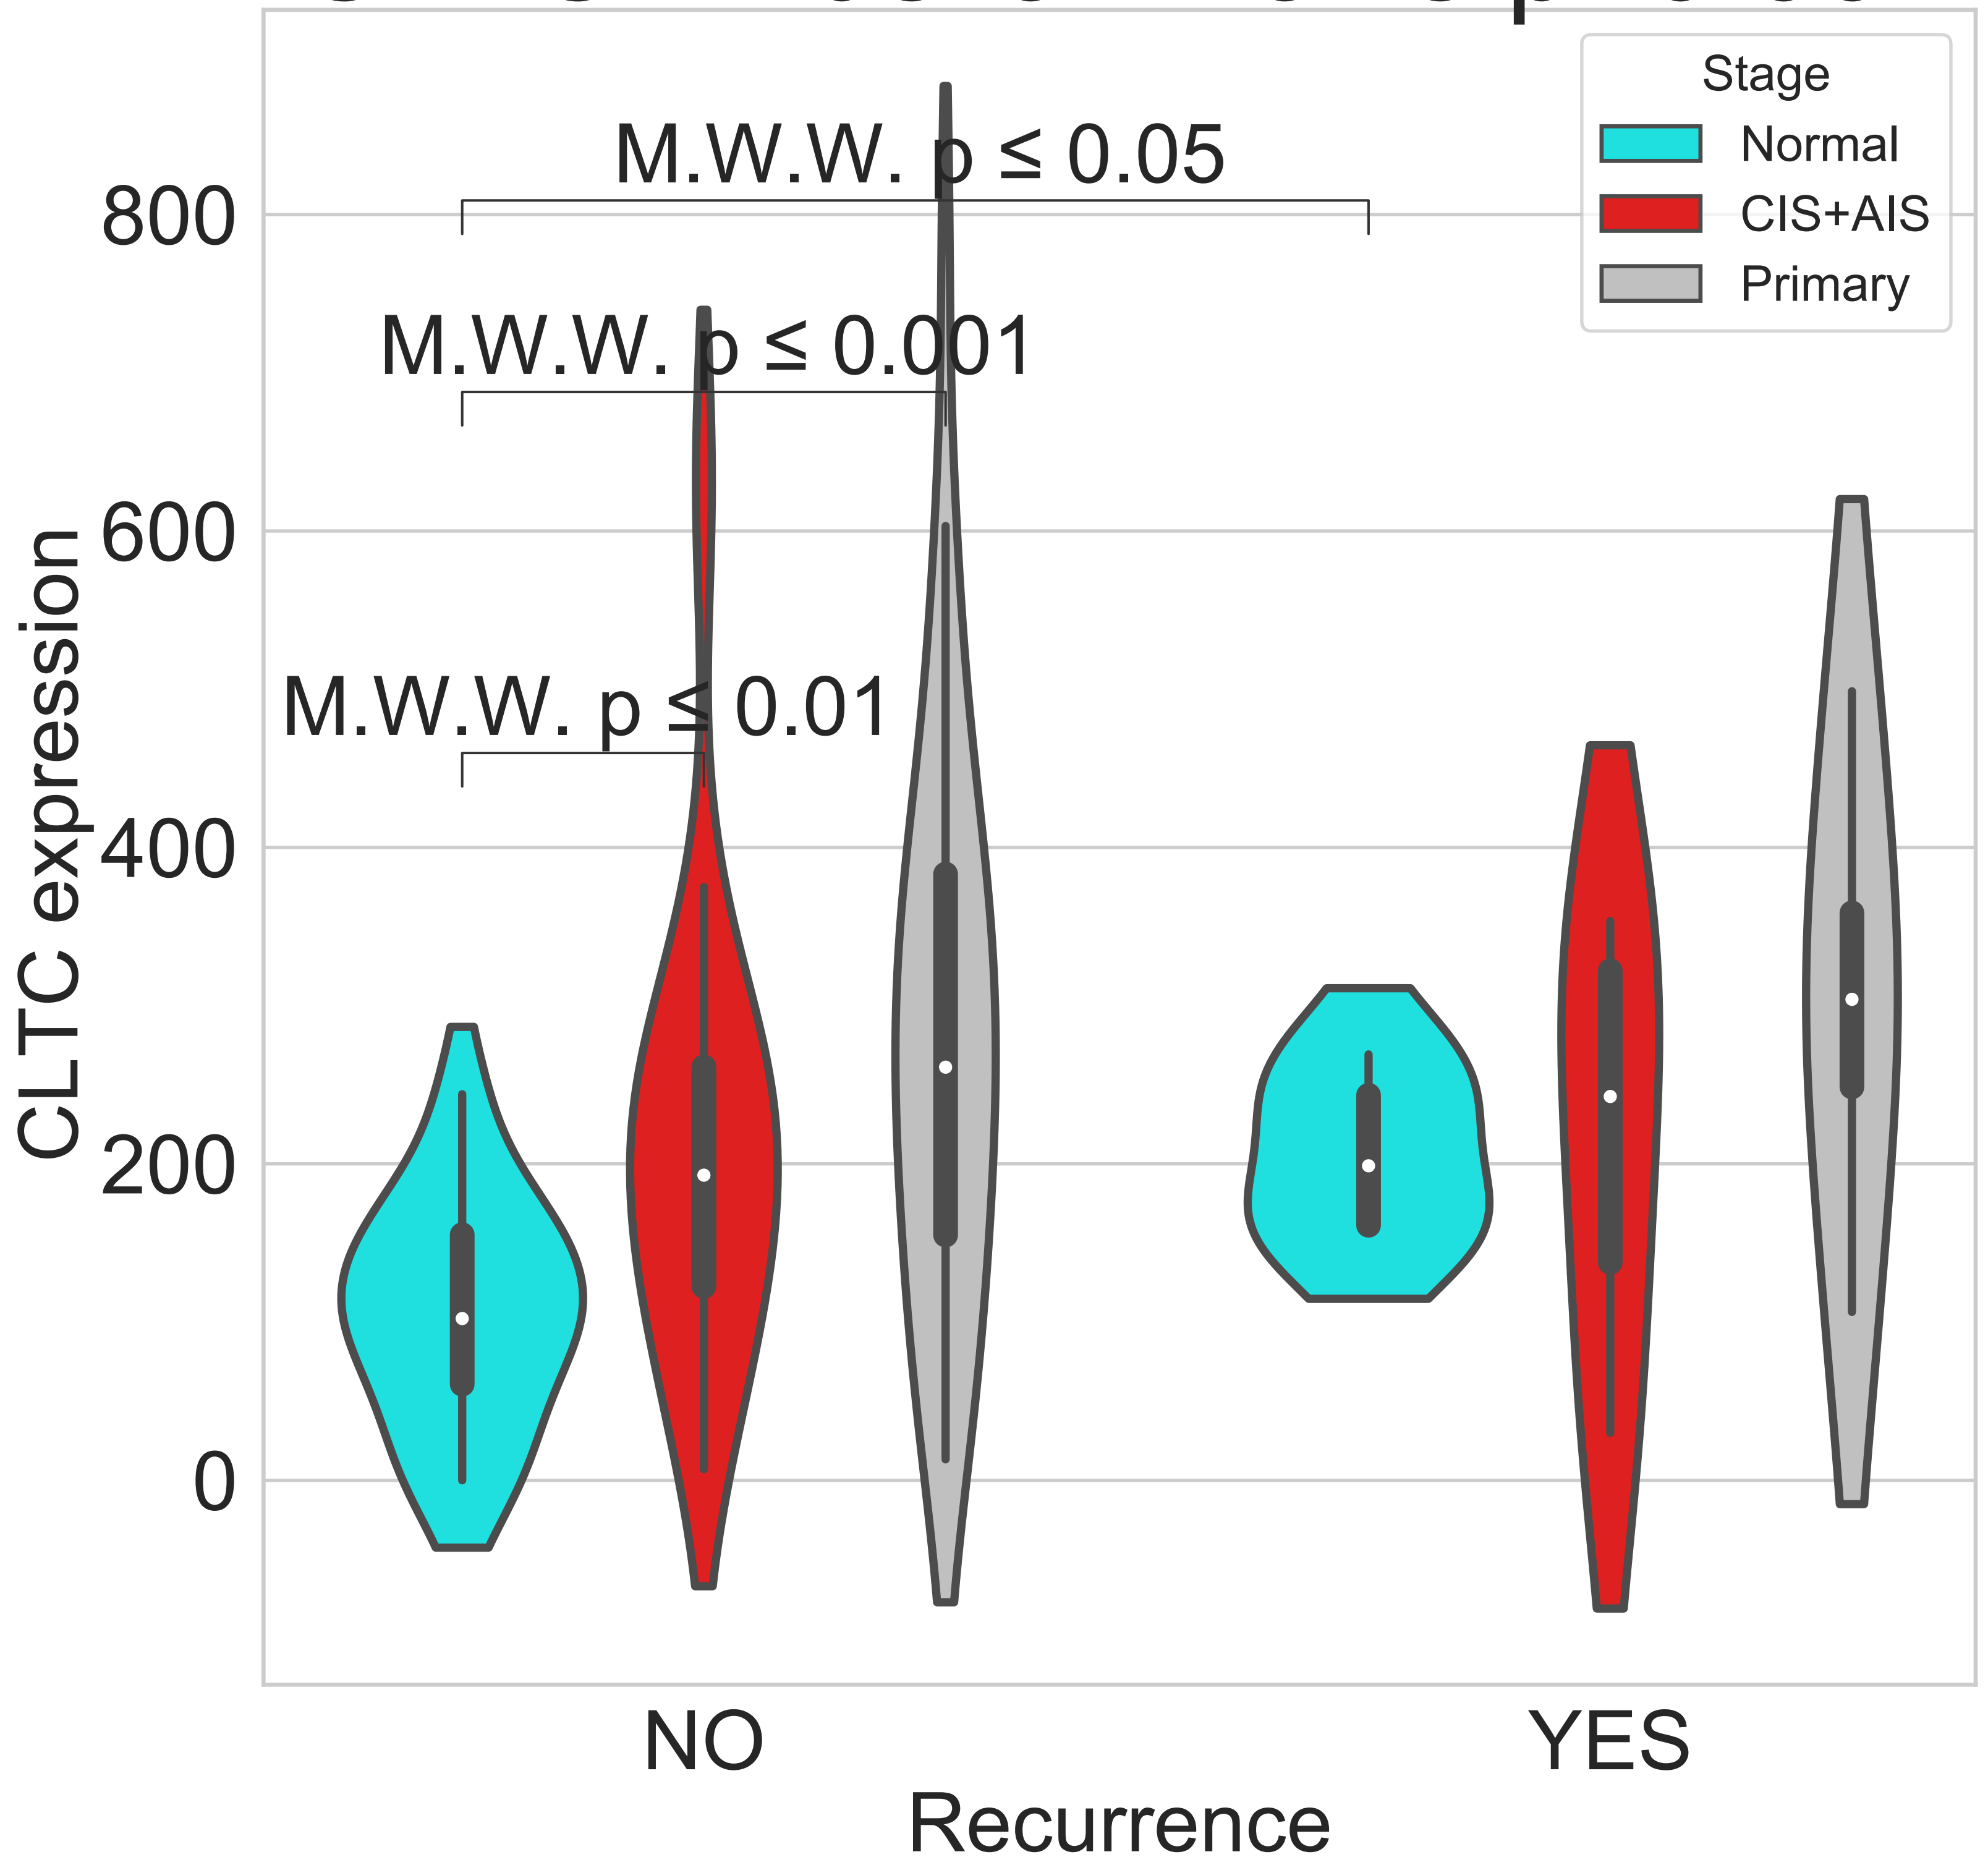 Stage
Normal
CIS+AIS
Primary
M.W.W. p ≤ 0.05
M.W.W. p ≤ 0.001
M.W.W. p ≤ 0.01
CLTC expression
800
600
400
200
0
NO
YES
Recurrence